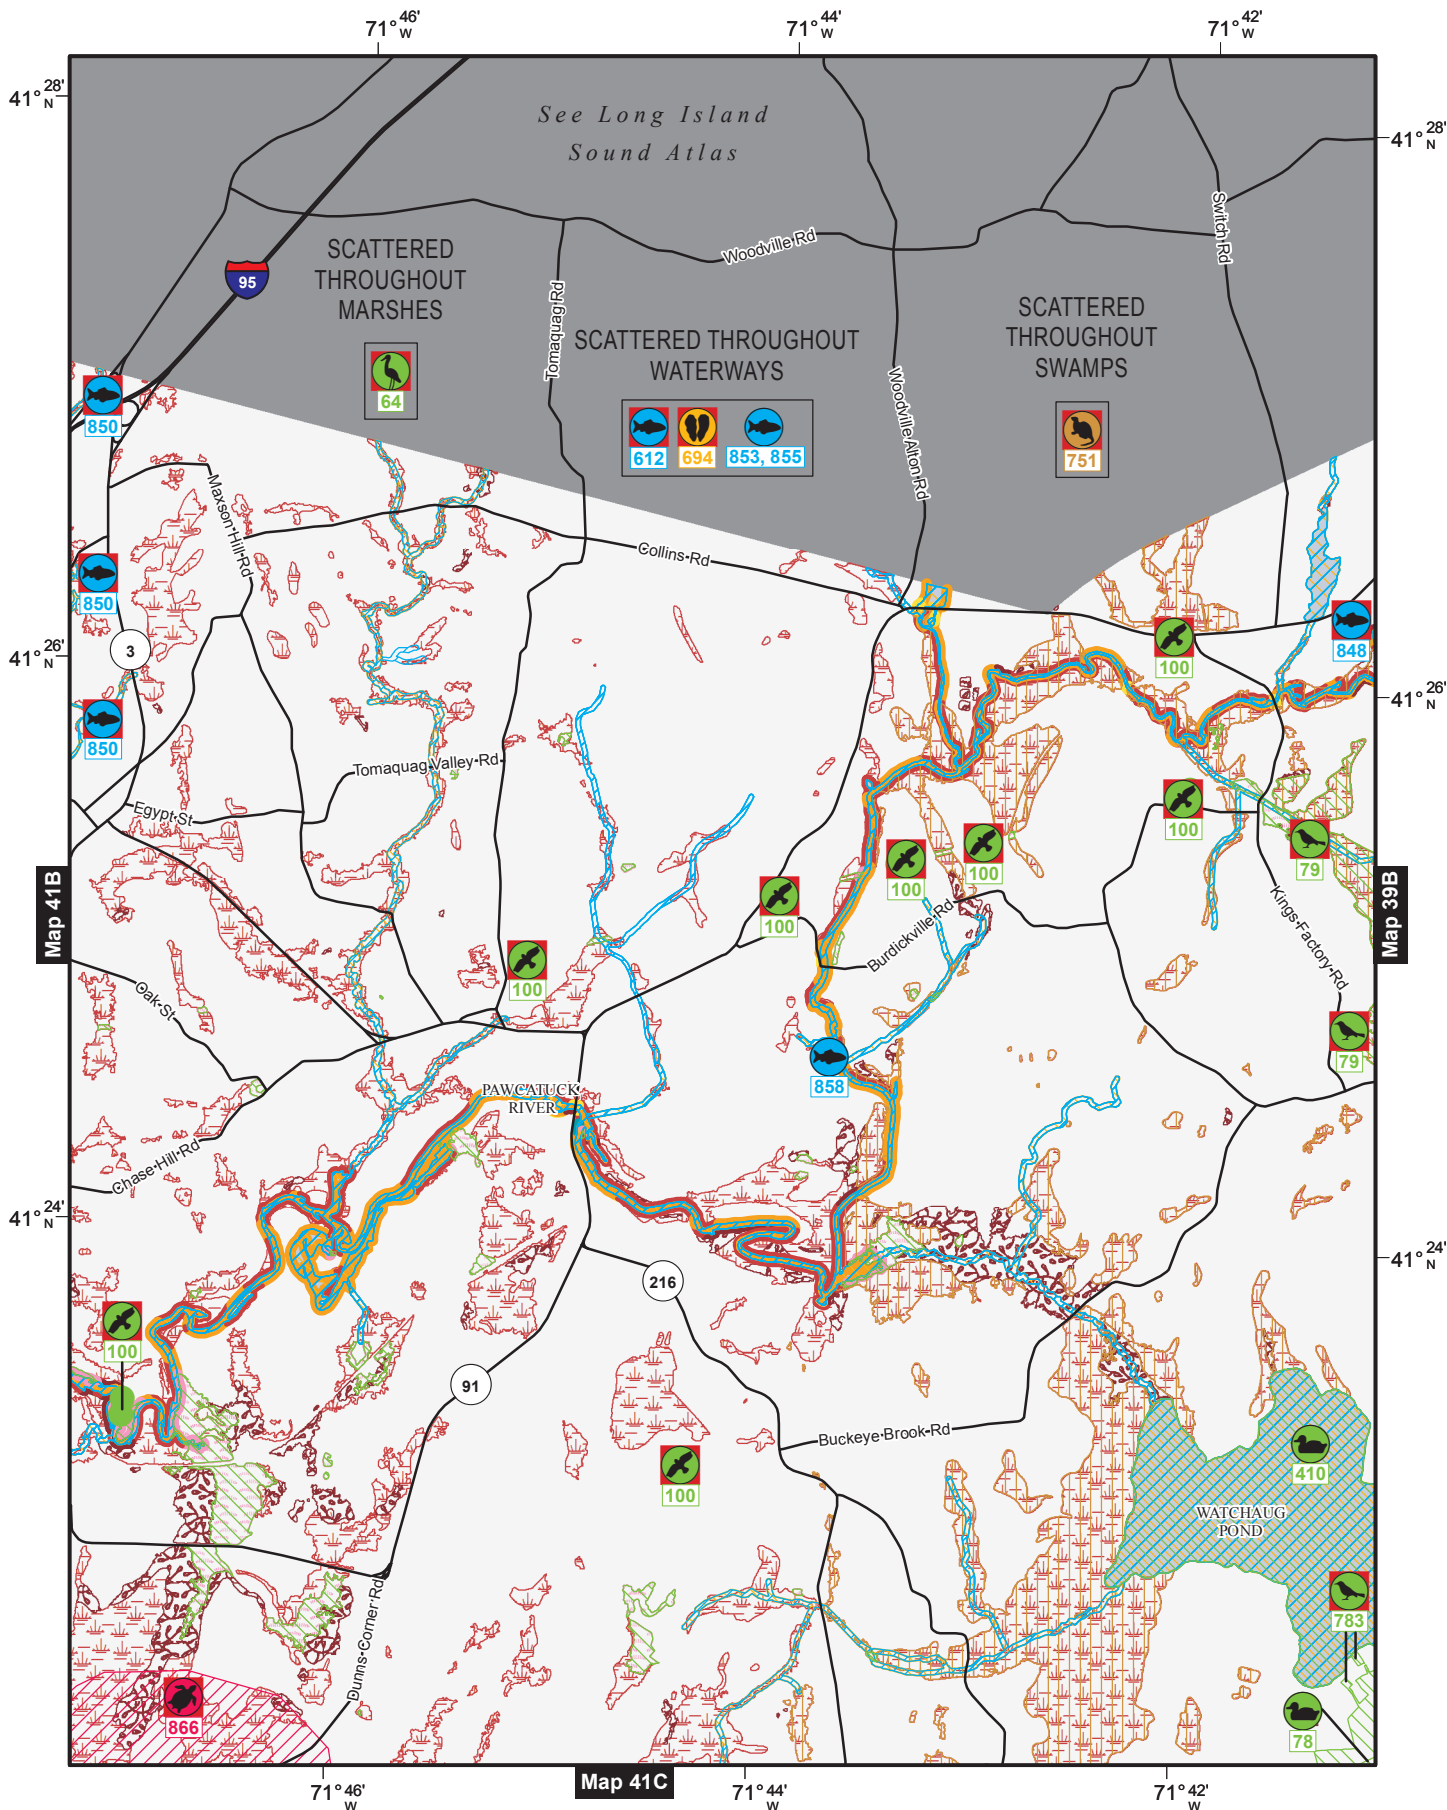 71°46' W
71°44' W
71°42' W
41°28' N
41°28' N
See Long Island
Sound Atlas
Switch Rd
Woodville Rd
SCATTERED
THROUGHOUT
MARSHES
95
Tomaquag Rd
SCATTERED THROUGHOUT
WATERWAYS
SCATTERED
THROUGHOUT
SWAMPS
64
Woodville Alton Rd
850
612
694
853, 855
751
Maxson Hill Rd
Collins Rd
850
3
41°26' N
848
100
41°26' N
850
Tomaquag Valley Rd
Egypt St
100
79
100
100
Map 41B
Map 39B
100
Burdickville Rd
Kings Factory Rd
100
Oak St
79
858
PAWCATUCK
RIVER
Chase Hill Rd
41°24' N
41°24' N
216
100
91
Buckeye Brook Rd
410
100
WATCHAUG
POND
783
Dunns Corner Rd
866
78
Map 41C
71°46' W
71°44' W
71°42' W